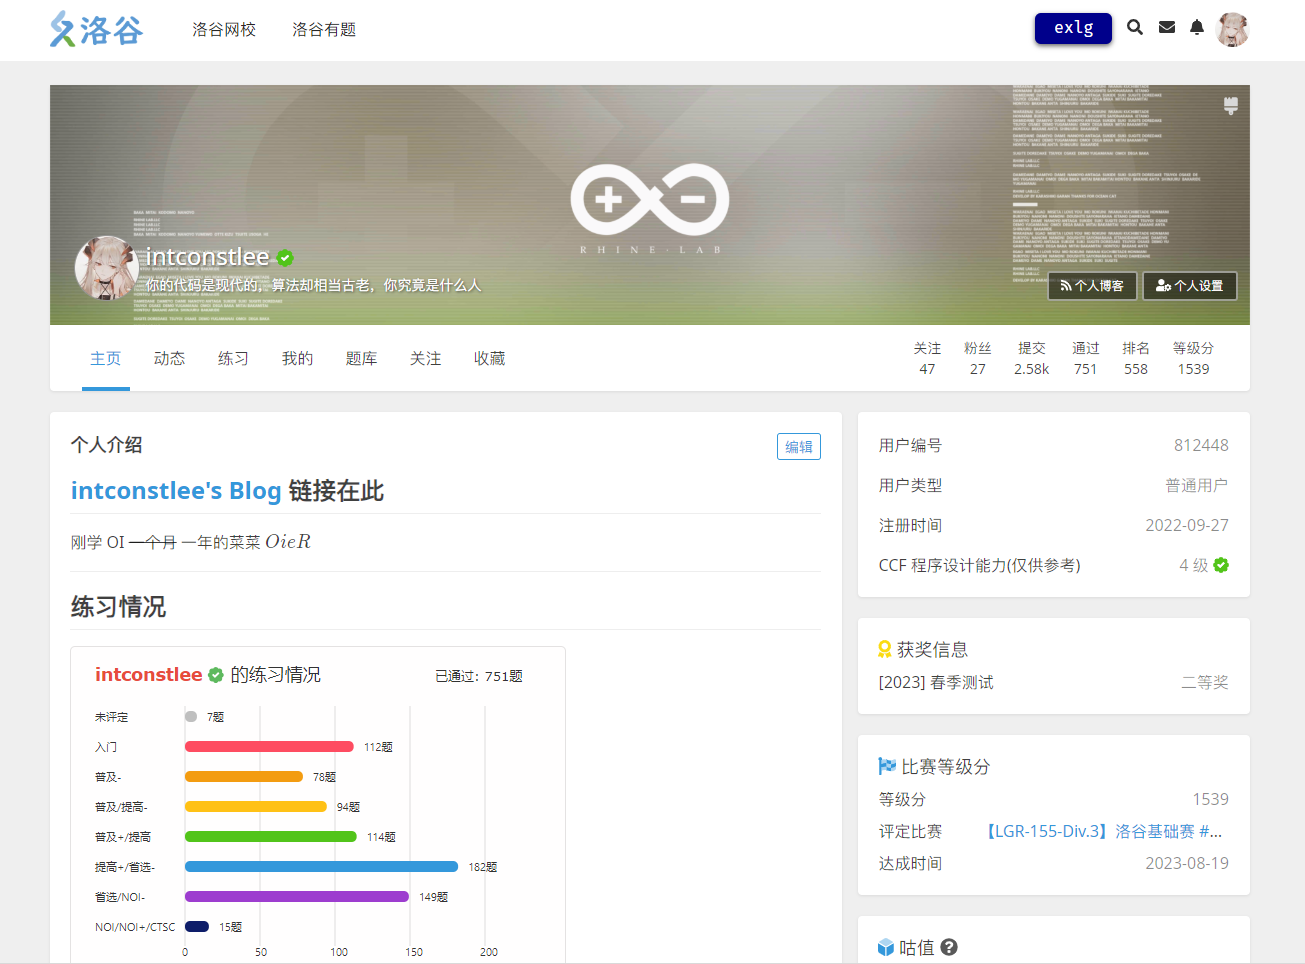 洛谷
洛谷网校
洛谷有题
exlg
RHINE-LAB
intconstlee
你的代码是现代的，算法却相当古老，你究竟是什么人
个人博客
个人设置
主页
动态
练习
我的
题库
关注
收藏
关注 粉丝 提交 通过 排名 等级分
47 27 2.58k 751 558 1539
个人介绍
编辑
intconstlee's Blog 链接在此
刚学 OI 一个月 一年的菜菜 OieR
练习情况
intconstlee 的练习情况
已通过：751题
未评定 7题
入门 112题
普及- 78题
普及/提高- 94题
普及+/提高 114题
提高+/省选- 182题
省选/NOI- 149题
NOI/NOI+/CTSC 15题
0 50 100 150 200
用户编号 812448
用户类型 普通用户
注册时间 2022-09-27
CCF 程序设计能力(仅供参考) 4 级
获奖信息
[2023] 春季测试 二等奖
比赛等级分
等级分 1539
评定比赛 【LGR-155-Div.3】洛谷基础赛 #...
达成时间 2023-08-19
咕值